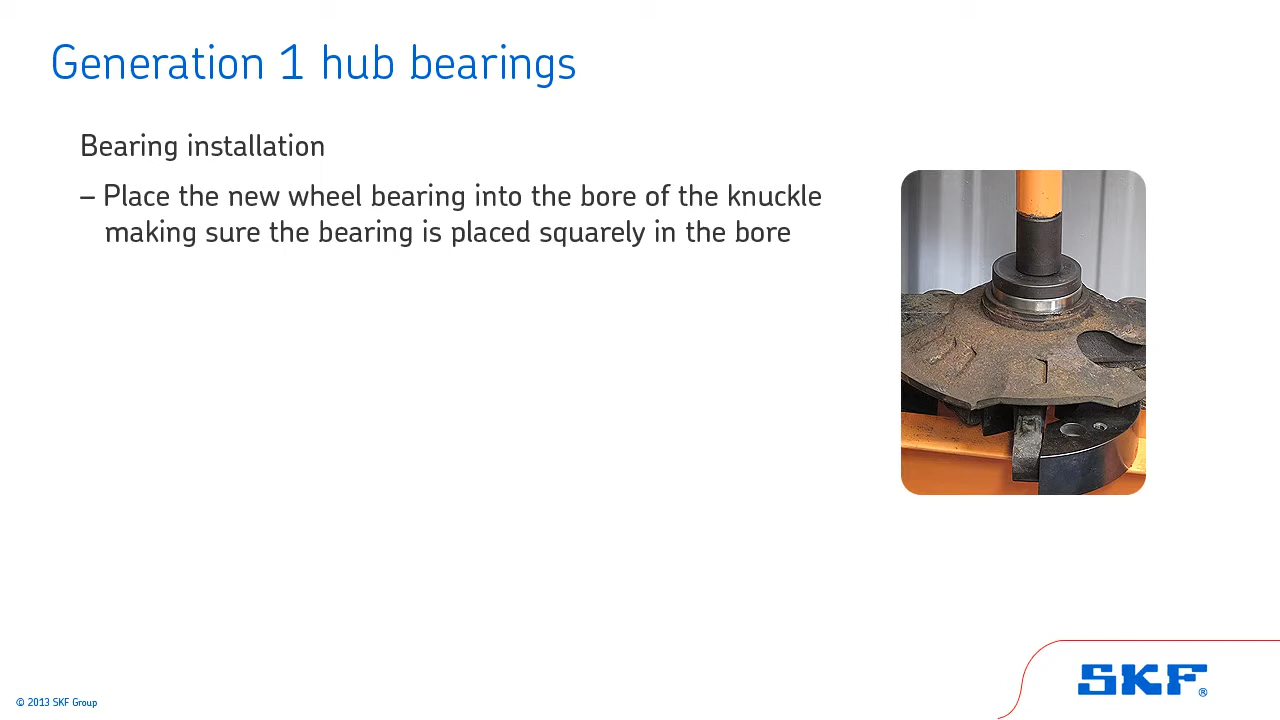 Generation 1 hub bearings
Bearing installation
– Place the new wheel bearing into the bore of the knuckle
making sure the bearing is placed squarely in the bore
© 2013 SKF Group
SKF®